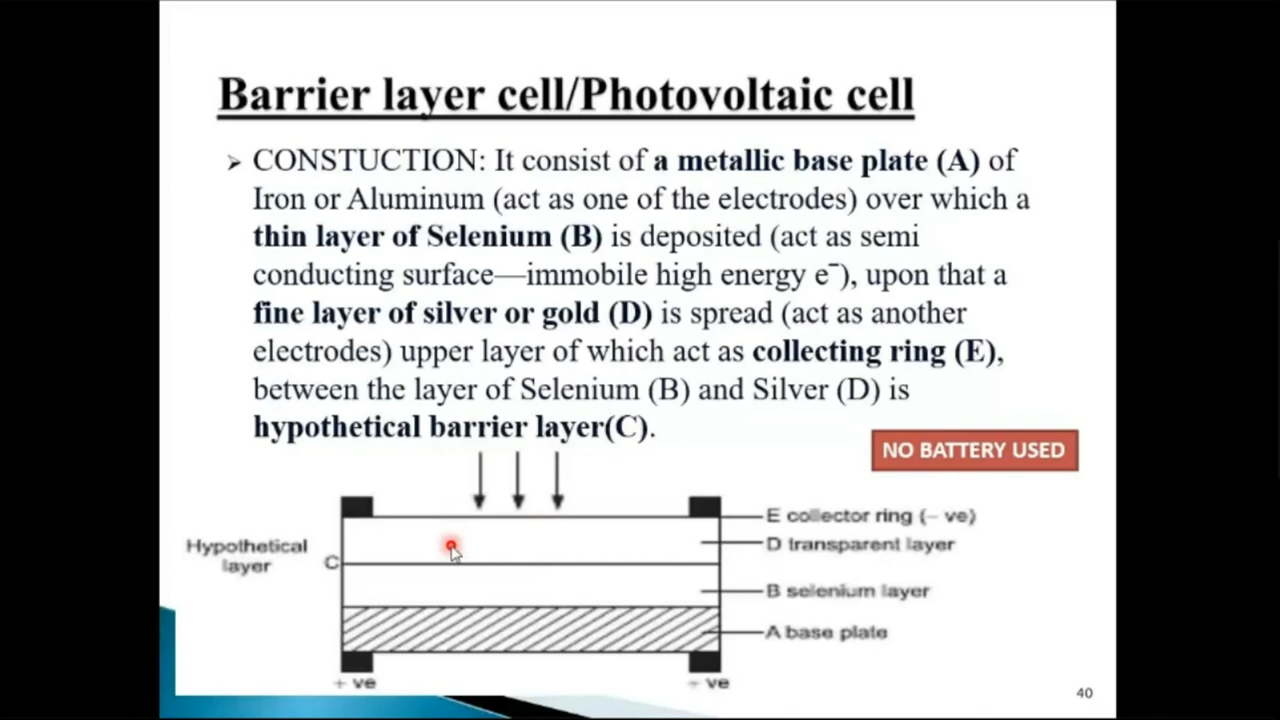 Barrier layer cell/Photovoltaic cell
➢ CONSTUCTION: It consist of a metallic base plate (A) of
Iron or Aluminum (act as one of the electrodes) over which a
thin layer of Selenium (B) is deposited (act as semi
conducting surface—immobile high energy e⁻), upon that a
fine layer of silver or gold (D) is spread (act as another
electrodes) upper layer of which act as collecting ring (E),
between the layer of Selenium (B) and Silver (D) is
hypothetical barrier layer(C).
NO BATTERY USED
E collector ring (– ve)
D transparent layer
Hypothetical
layer
C
B selenium layer
A base plate
+ ve
– ve
40